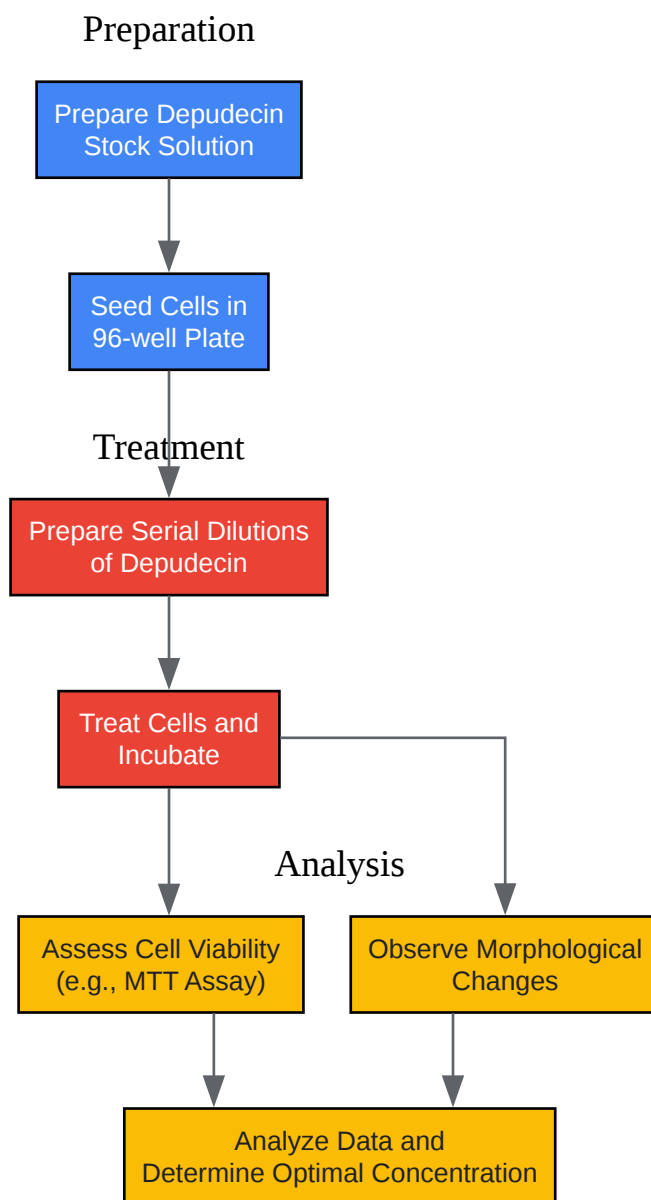 Preparation
Prepare Depudecin
Stock Solution
Seed Cells in
96-well Plate
Treatment
Prepare Serial Dilutions
of Depudecin
Treat Cells and
Incubate
Analysis
Assess Cell Viability
(e.g., MTT Assay)
Observe Morphological
Changes
Analyze Data and
Determine Optimal Concentration